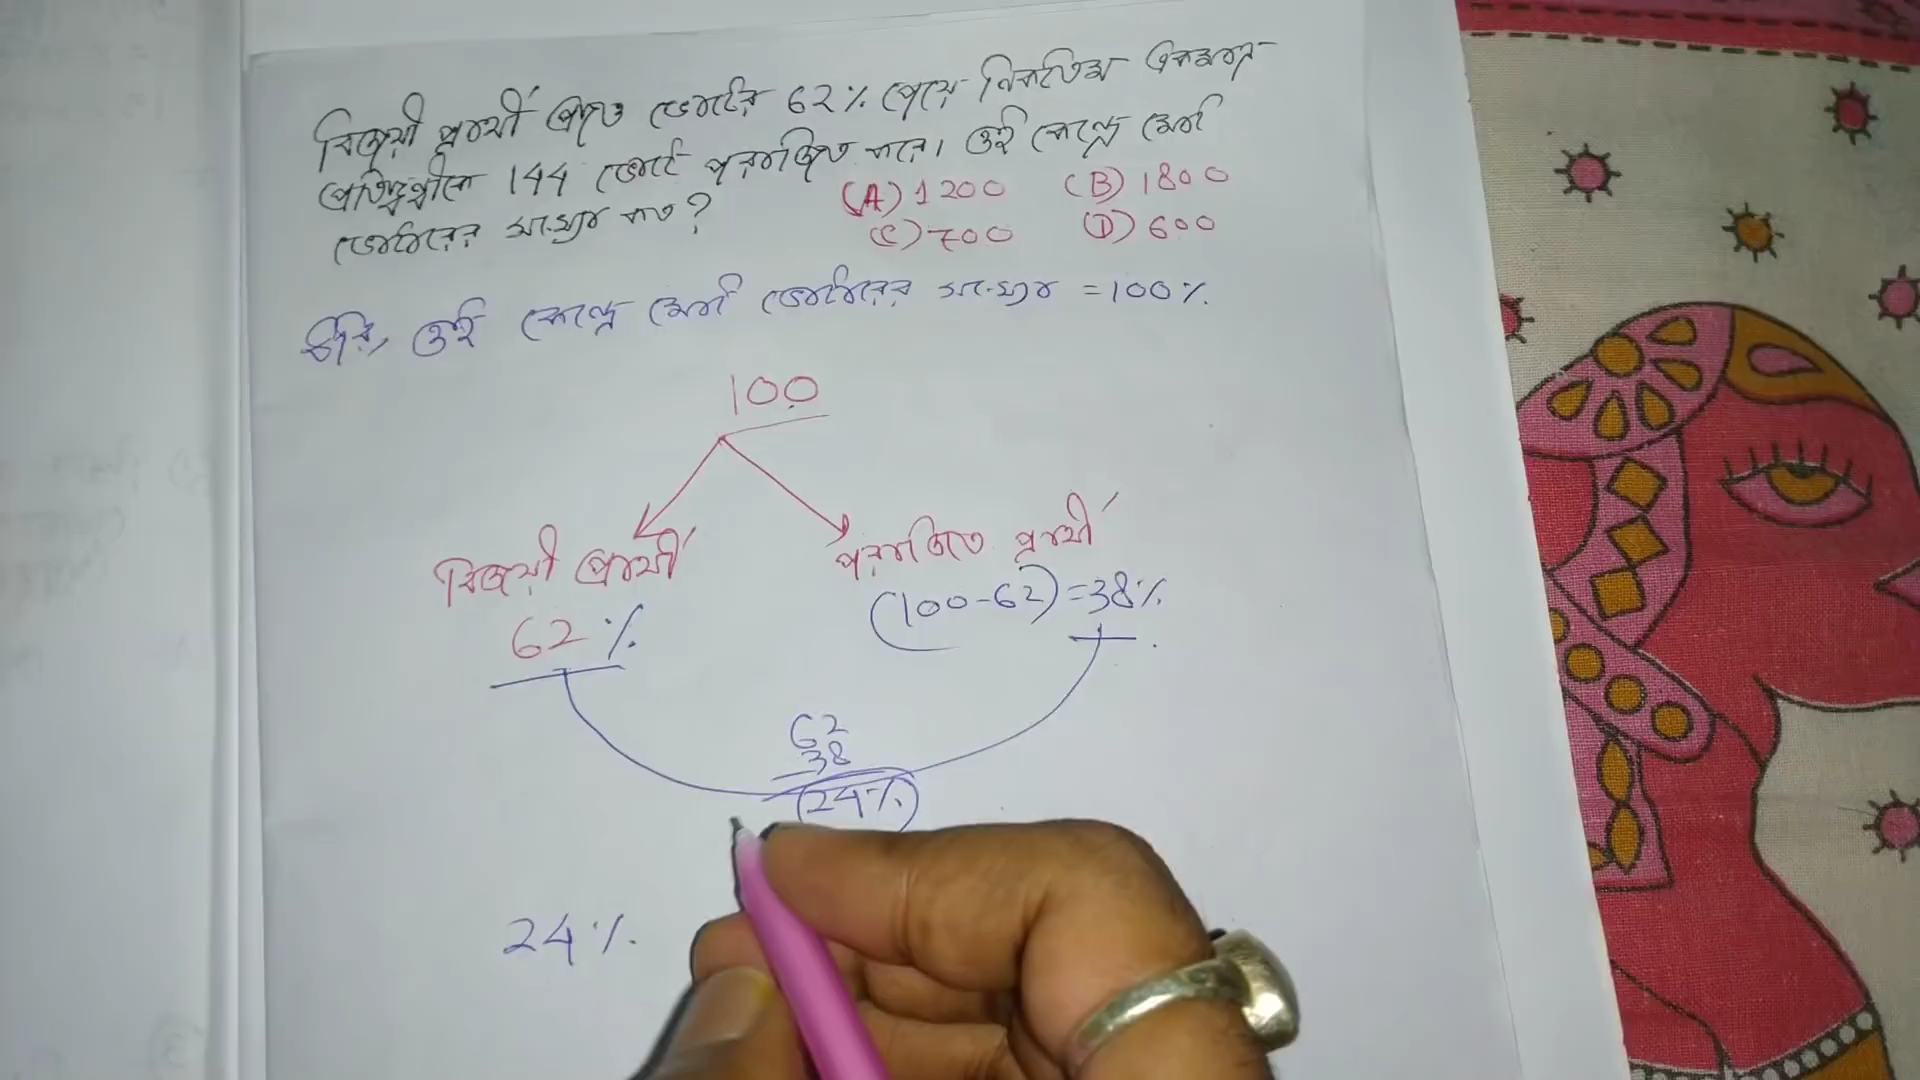 বিজয়ী প্রার্থী প্রদত্ত ভোটের 62% পেয়ে নিকটতম একমাত্র
প্রতিদ্বন্দ্বীকে 144 ভোটে পরাজিত করে। ওই কেন্দ্রে মোট
ভোটারের সংখ্যা কত?
(A) 1200 (B) 1800
(C) 700 (D) 600
ধরি, ওই কেন্দ্রে মোট ভোটারের সংখ্যা = 100%
100
বিজয়ী প্রার্থী
পরাজিত প্রার্থী
62%
(100-62) = 38%
62
38
24%
24%